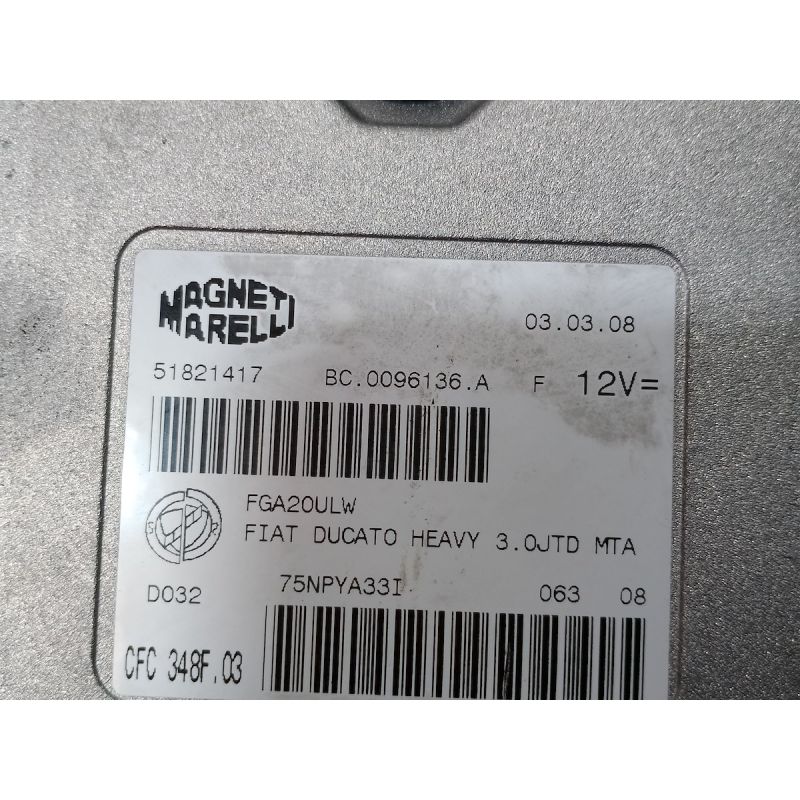 MAGNETI
MARELLI
03.03.08
51821417 BC.0096136.A F 12V=
FGA20ULW
S R
FIAT DUCATO HEAVY 3.0JTD MTA
D032 75NPYA33I 063 08
CFC 348F.03